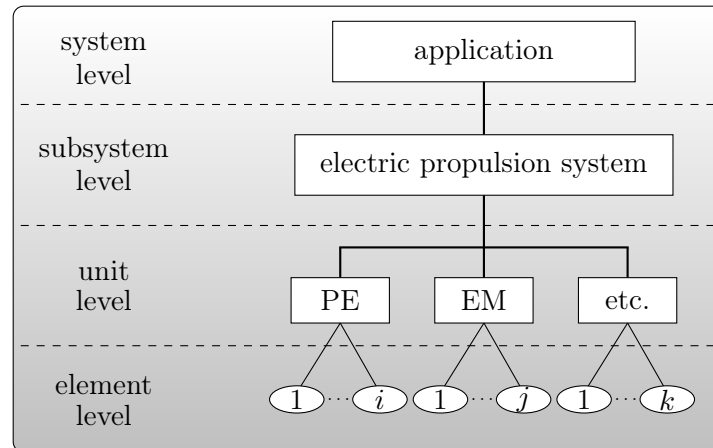 system
level
application
subsystem
level
electric propulsion system
unit
level
PE
EM
etc.
element
level
1 ... i
1 ... j
1 ... k